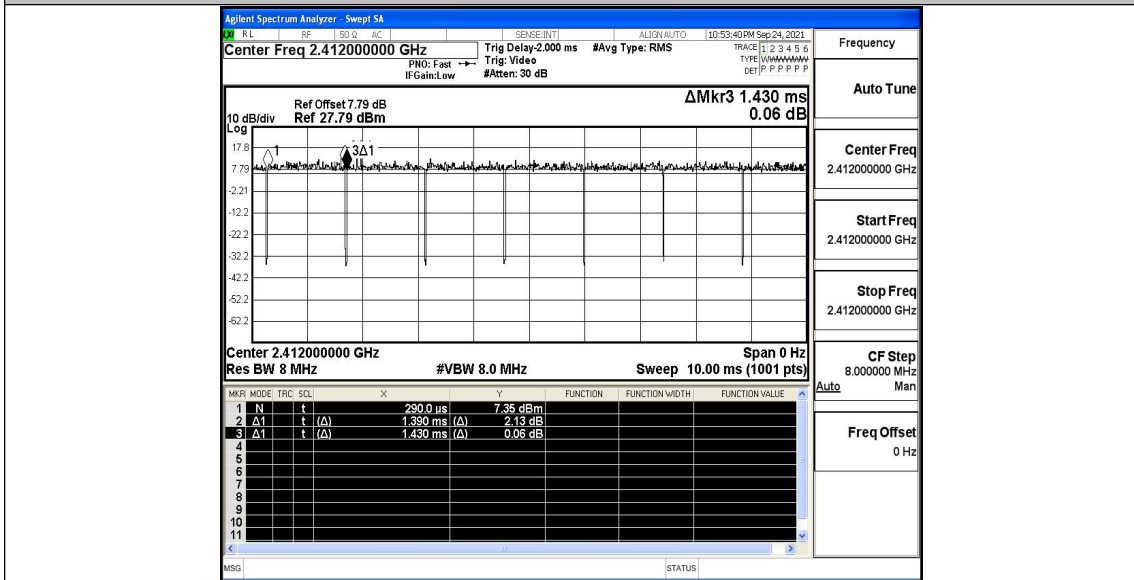 Agilent Spectrum Analyzer - Swept SA
LXI RL RF 50 Ω AC SENSE:INT ALIGN AUTO 10:53:40 PM Sep 24, 2021
Center Freq 2.412000000 GHz
PNO: Fast
IFGain:Low
Trig Delay-2.000 ms
Trig: Video
#Atten: 30 dB
#Avg Type: RMS
TRACE 1 2 3 4 5 6
TYPE WWWWWW
DET P P P P P P
ΔMkr3 1.430 ms
0.06 dB
Ref Offset 7.79 dB
10 dB/div Ref 27.79 dBm
Log
17.8
7.79
-2.21
-12.2
-22.2
-32.2
-42.2
-52.2
-62.2
1
3Δ1
Center 2.412000000 GHz Span 0 Hz
Res BW 8 MHz #VBW 8.0 MHz Sweep 10.00 ms (1001 pts)
MKR MODE TRC SCL X Y FUNCTION FUNCTION WIDTH FUNCTION VALUE
1 N t 290.0 µs 7.35 dBm
2 Δ1 t (Δ) 1.390 ms (Δ) 2.13 dB
3 Δ1 t (Δ) 1.430 ms (Δ) 0.06 dB
4
5
6
7
8
9
10
11
MSG STATUS
Frequency
Auto Tune
Center Freq
2.412000000 GHz
Start Freq
2.412000000 GHz
Stop Freq
2.412000000 GHz
CF Step
8.000000 MHz
Auto Man
Freq Offset
0 Hz